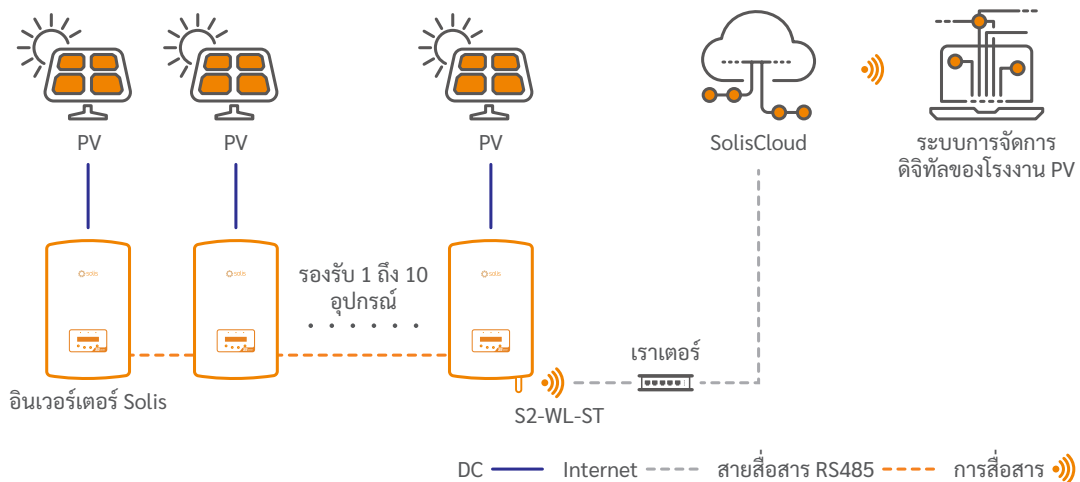 PV
PV
PV
SolisCloud
ระบบการจัดการ
ดิจิทัลของโรงงาน PV
solis
solis
solis
รองรับ 1 ถึง 10
อุปกรณ์
เราเตอร์
อินเวอร์เตอร์ Solis
S2-WL-ST
DC
Internet
สายสื่อสาร RS485
การสื่อสาร